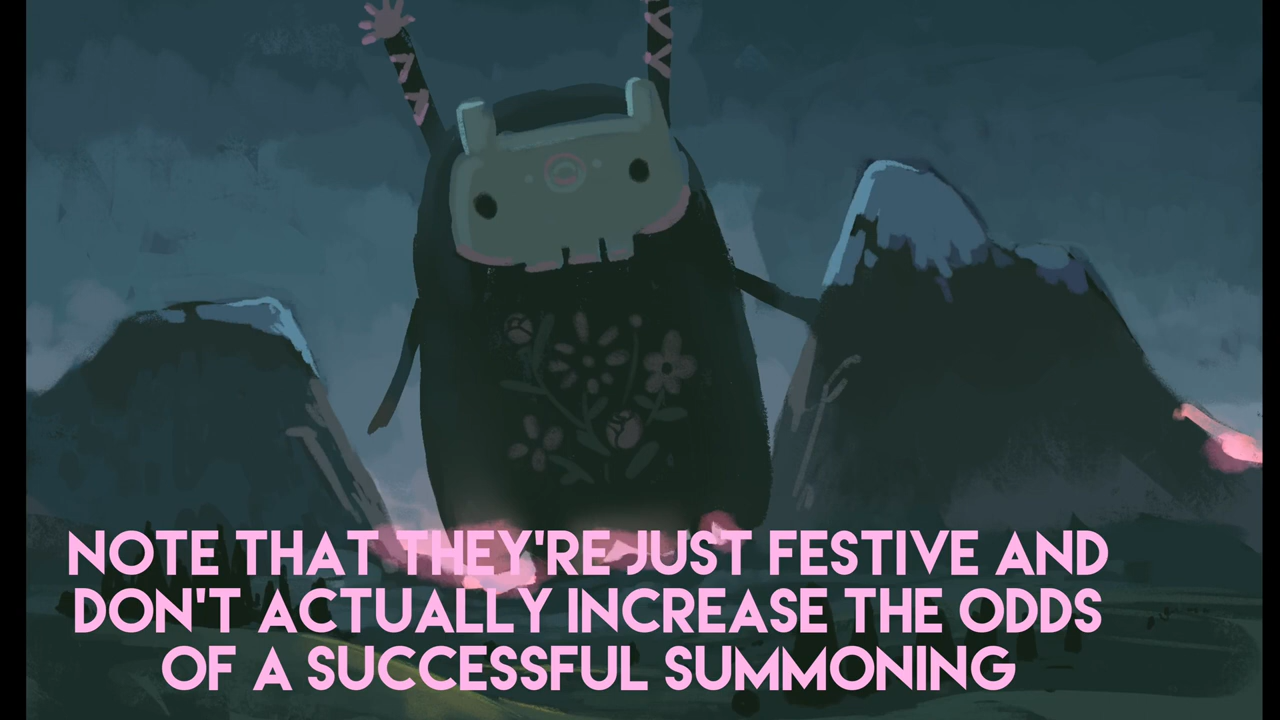 NOTE THAT THEY'RE JUST FESTIVE AND
DON'T ACTUALLY INCREASE THE ODDS
OF A SUCCESSFUL SUMMONING